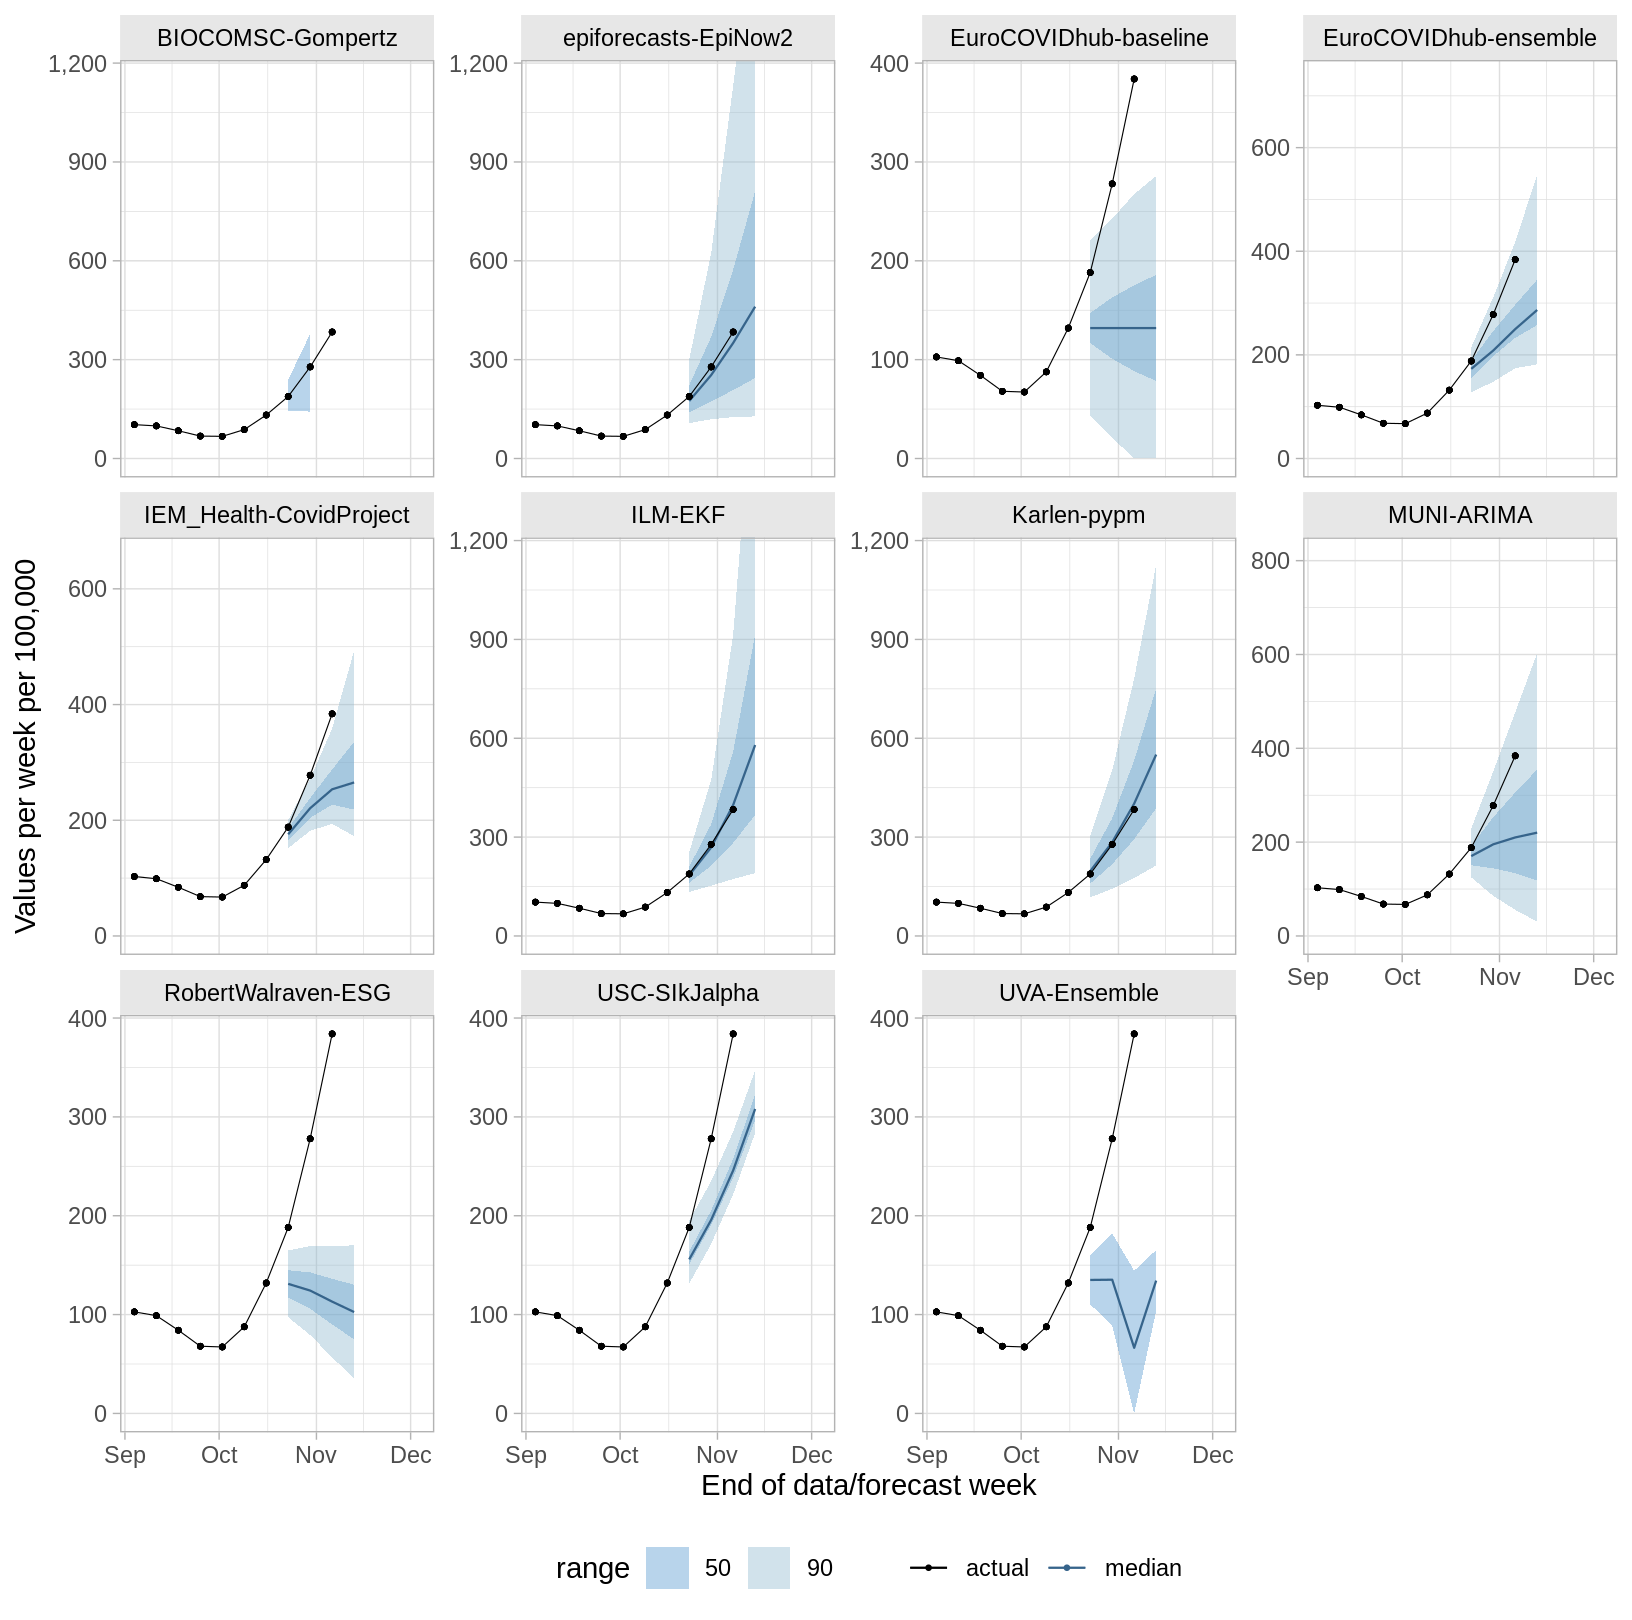 BIOCOMSC-Gompertz
epiforecasts-EpiNow2
EuroCOVIDhub-baseline
EuroCOVIDhub-ensemble
1,200
900
600
300
0
1,200
900
600
300
0
400
300
200
100
0
600
400
200
0
IEM_Health-CovidProject
ILM-EKF
Karlen-pypm
MUNI-ARIMA
600
400
200
0
1,200
900
600
300
0
1,200
900
600
300
0
800
600
400
200
0
Sep Oct Nov Dec
RobertWalraven-ESG
USC-SIkJalpha
UVA-Ensemble
400
300
200
100
0
400
300
200
100
0
400
300
200
100
0
Sep Oct Nov Dec
Sep Oct Nov Dec
Sep Oct Nov Dec
Values per week per 100,000
End of data/forecast week
range 50 90 actual median